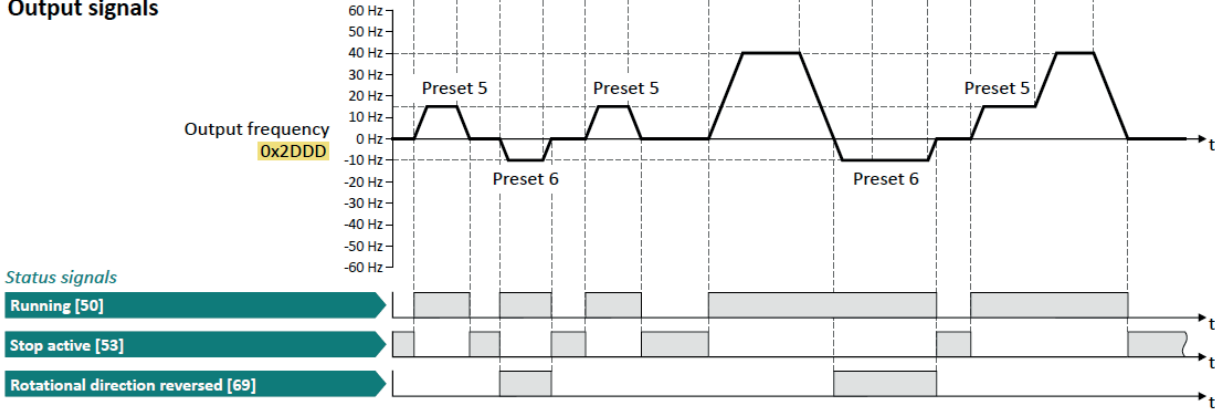 Output signals
60 Hz
50 Hz
40 Hz
30 Hz
20 Hz
10 Hz
0 Hz
-10 Hz
-20 Hz
-30 Hz
-40 Hz
-50 Hz
-60 Hz
Output frequency
0x2DDD
Preset 5
Preset 6
Preset 5
Preset 6
Preset 5
t
Status signals
Running [50]
t
Stop active [53]
t
Rotational direction reversed [69]
t